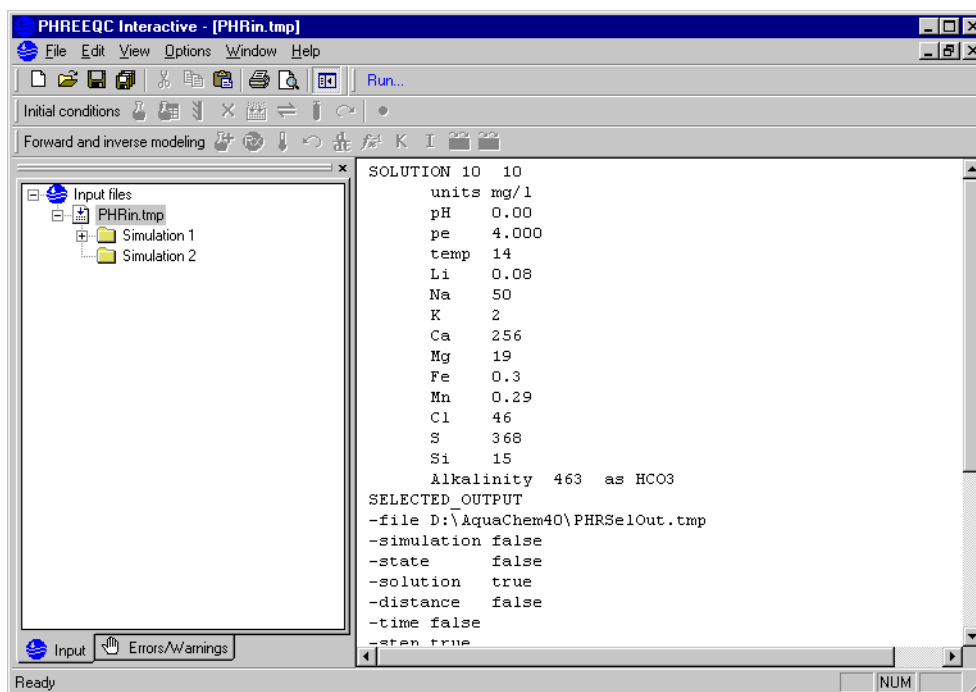 PHREEQC Interactive - [PHRin.tmp]
File Edit View Options Window Help
Run...
Initial conditions
Forward and inverse modeling K I
Input files
PHRin.tmp
Simulation 1
Simulation 2
Input Errors/Warnings
SOLUTION 10 10
units mg/l
pH 0.00
pe 4.000
temp 14
Li 0.08
Na 50
K 2
Ca 256
Mg 19
Fe 0.3
Mn 0.29
Cl 46
S 368
Si 15
Alkalinity 463 as HCO3
SELECTED_OUTPUT
-file D:\AquaChem40\PHRSelOut.tmp
-simulation false
-state false
-solution true
-distance false
-time false
-step true
Ready NUM